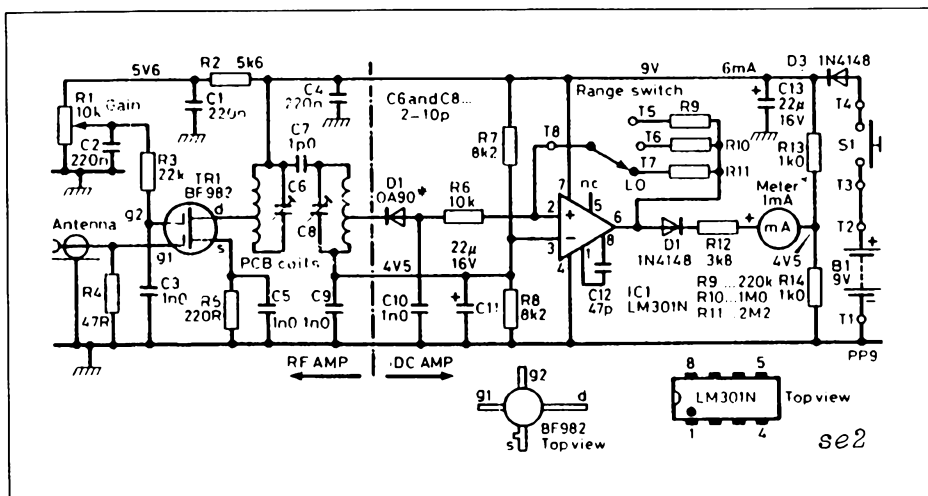 5V6
R2 5k6
9V
6mA
D3 1N4148
R1
10k
Gain
C1
220n
C2
220n
C4
220n
C6 and C8...
2–10p
Range switch
C13
22µ
16V
T4
R3
22k
C7
1p0
R7
8k2
T5
R9
T8
T6
R10
T7
R11
LO
R13
1k0
S1
TR1
BF982
C6
C8
D1
OA90
R6
10k
nc
7
5
2
+
3
−
6
8
1
4
Meter
1mA
T3
Antenna
g2
d
g1
s
PCB coils
4V5
22µ
16V
D1
1N4148
R12
3k8
mA
4V5
T2
R4
47R
C3
1n0
R5
220R
C5
1n0
C9
1n0
C10
1n0
C11
R8
8k2
C12
47p
IC1
LM301N
R9...220k
R10...1M0
R11...2M2
R14
1k0
B1
9V
T1
PP9
RF AMP
DC AMP
g2
g1
d
s
BF982
Top view
8 5
LM301N
Top view
1 4
se2